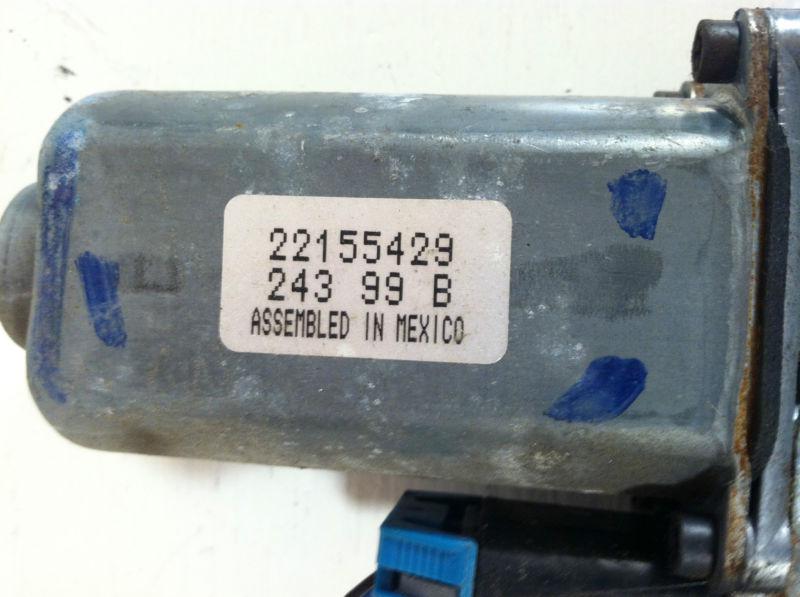 22155429
243 99 B
ASSEMBLED IN MEXICO